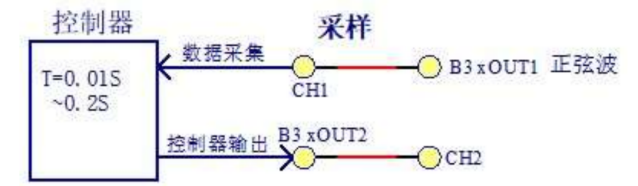 控制器
采样
T=0.01S
~0.2S
数据采集
CH1
B3 xOUT1 正弦波
控制器输出
B3 xOUT2
CH2